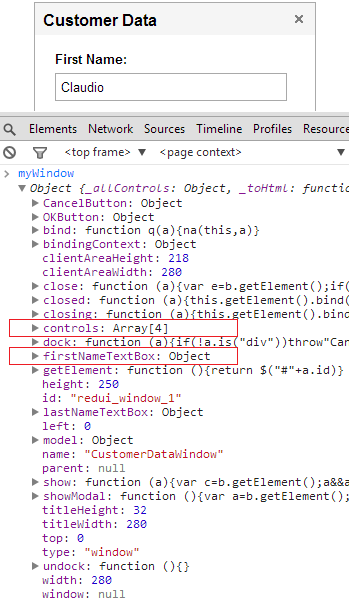 Customer Data ×
First Name:
Claudio
Elements Network Sources Timeline Profiles Resource
<top frame> ▼ <page context> ▼
> myWindow
▼ Object {_allControls: Object, _toHtml: functio
▶ CancelButton: Object
▶ OKButton: Object
▶ bind: function q(a){na(this,a)}
▶ bindingContext: Object
clientAreaHeight: 218
clientAreaWidth: 280
▶ close: function (a){var e=b.getElement();if(
▶ closed: function (a){this.getElement().bind(
▶ closing: function (a){this.getElement().bind
▶ controls: Array[4]
▶ dock: function (a){if(!a.is("div"))throw"Can
▶ firstNameTextBox: Object
▶ getElement: function (){return $("#"+a.id)}
height: 250
id: "redui_window_1"
▶ lastNameTextBox: Object
left: 0
▶ model: Object
name: "CustomerDataWindow"
parent: null
▶ show: function (a){var c=b.getElement();a&&a
▶ showModal: function (){var a=b.getElement();
titleHeight: 32
titleWidth: 280
top: 0
type: "window"
▶ undock: function (){}
width: 280
window: null